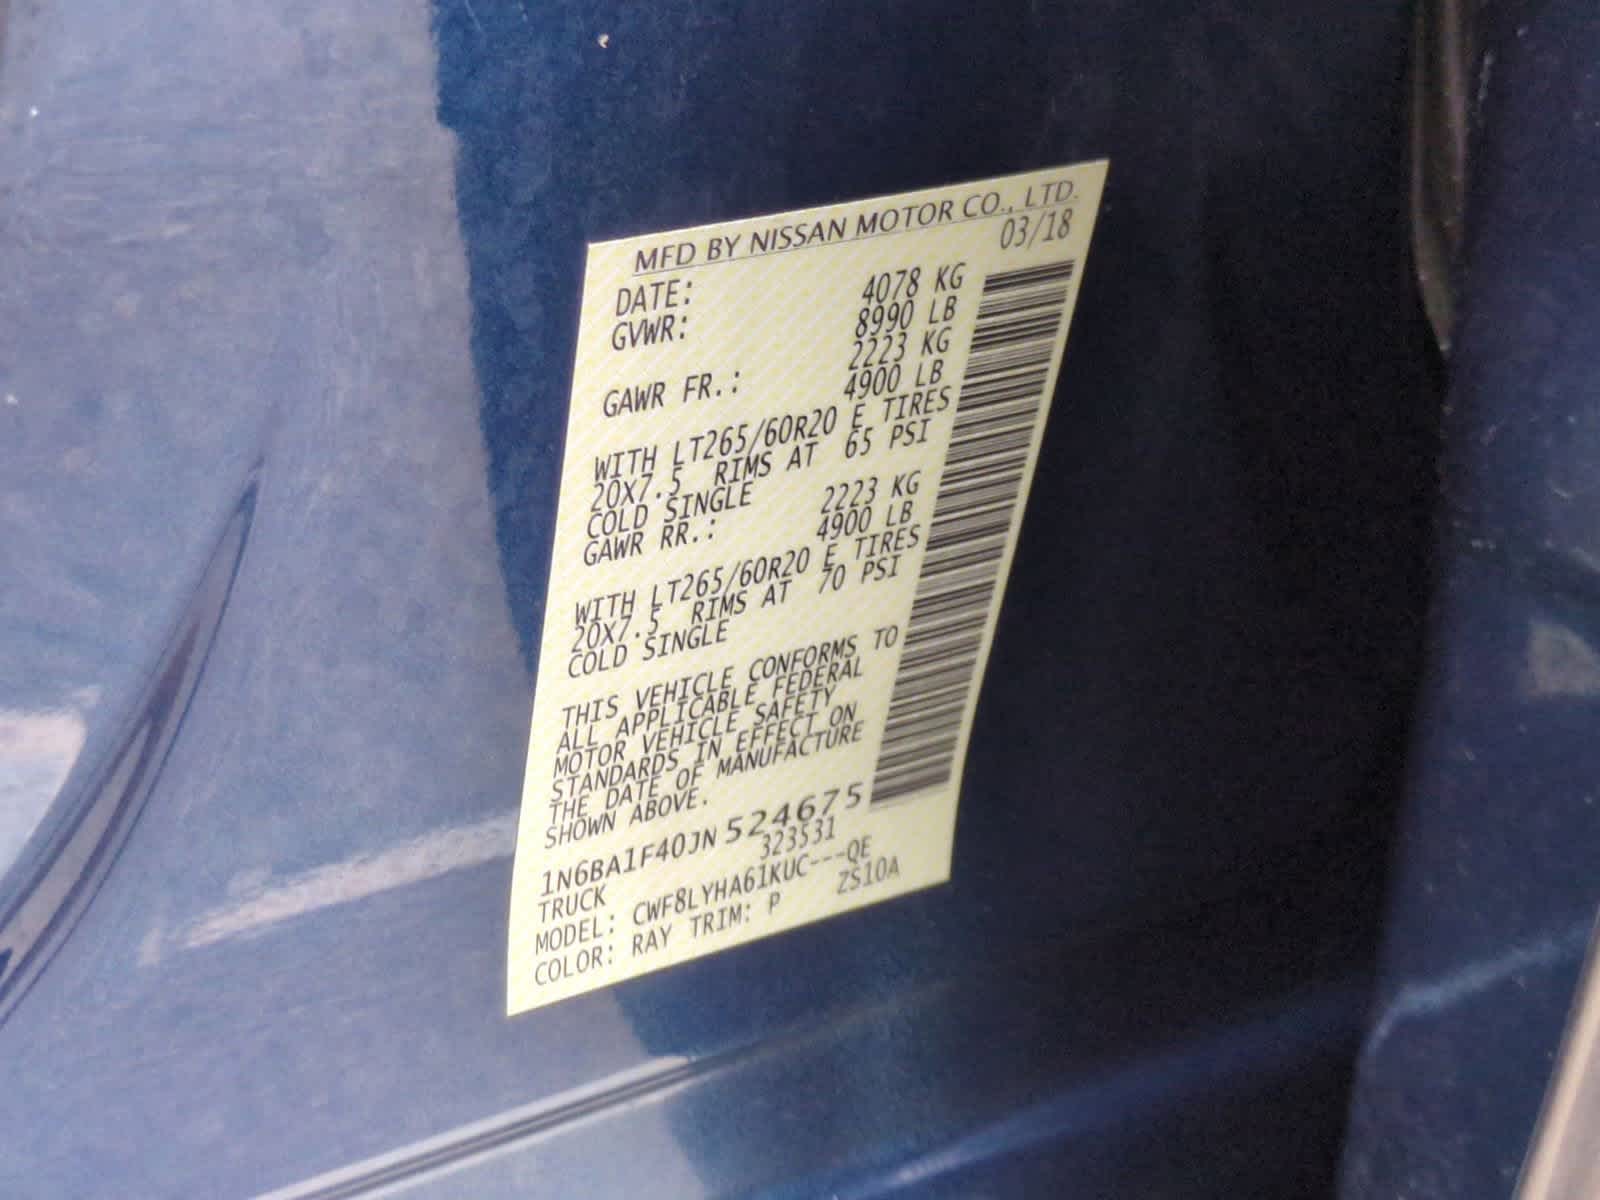 MFD BY NISSAN MOTOR CO., LTD.
DATE: 03/18
GVWR: 4078 KG
8990 LB
GAWR FR.: 2223 KG
4900 LB
WITH LT265/60R20 E TIRES
20X7.5 RIMS AT 65 PSI
COLD SINGLE
GAWR RR.: 2223 KG
4900 LB
WITH LT265/60R20 E TIRES
20X7.5 RIMS AT 70 PSI
COLD SINGLE
THIS VEHICLE CONFORMS TO
ALL APPLICABLE FEDERAL
MOTOR VEHICLE SAFETY
STANDARDS IN EFFECT ON
THE DATE OF MANUFACTURE
SHOWN ABOVE.
1N6BA1F40JN524675
TRUCK 323531
MODEL: CWF8LYHA61KUC---QE
COLOR: RAY TRIM: P ZS10A